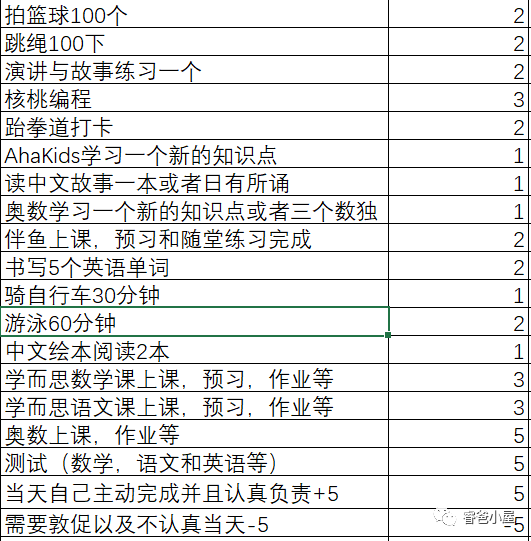 拍篮球100个 2
跳绳100下 2
演讲与故事练习一个 2
核桃编程 3
跆拳道打卡 2
AhaKids学习一个新的知识点 1
读中文故事一本或者日有所诵 1
奥数学习一个新的知识点或者三个数独 1
伴鱼上课，预习和随堂练习完成 2
书写5个英语单词 2
骑自行车30分钟 1
游泳60分钟 2
中文绘本阅读2本 1
学而思数学课上课，预习，作业等 3
学而思语文课上课，预习，作业等 3
奥数上课，作业等 5
测试（数学，语文和英语等） 5
当天自己主动完成并且认真负责+5 5
需要敦促以及不认真当天-5 -5
睿爸小屋